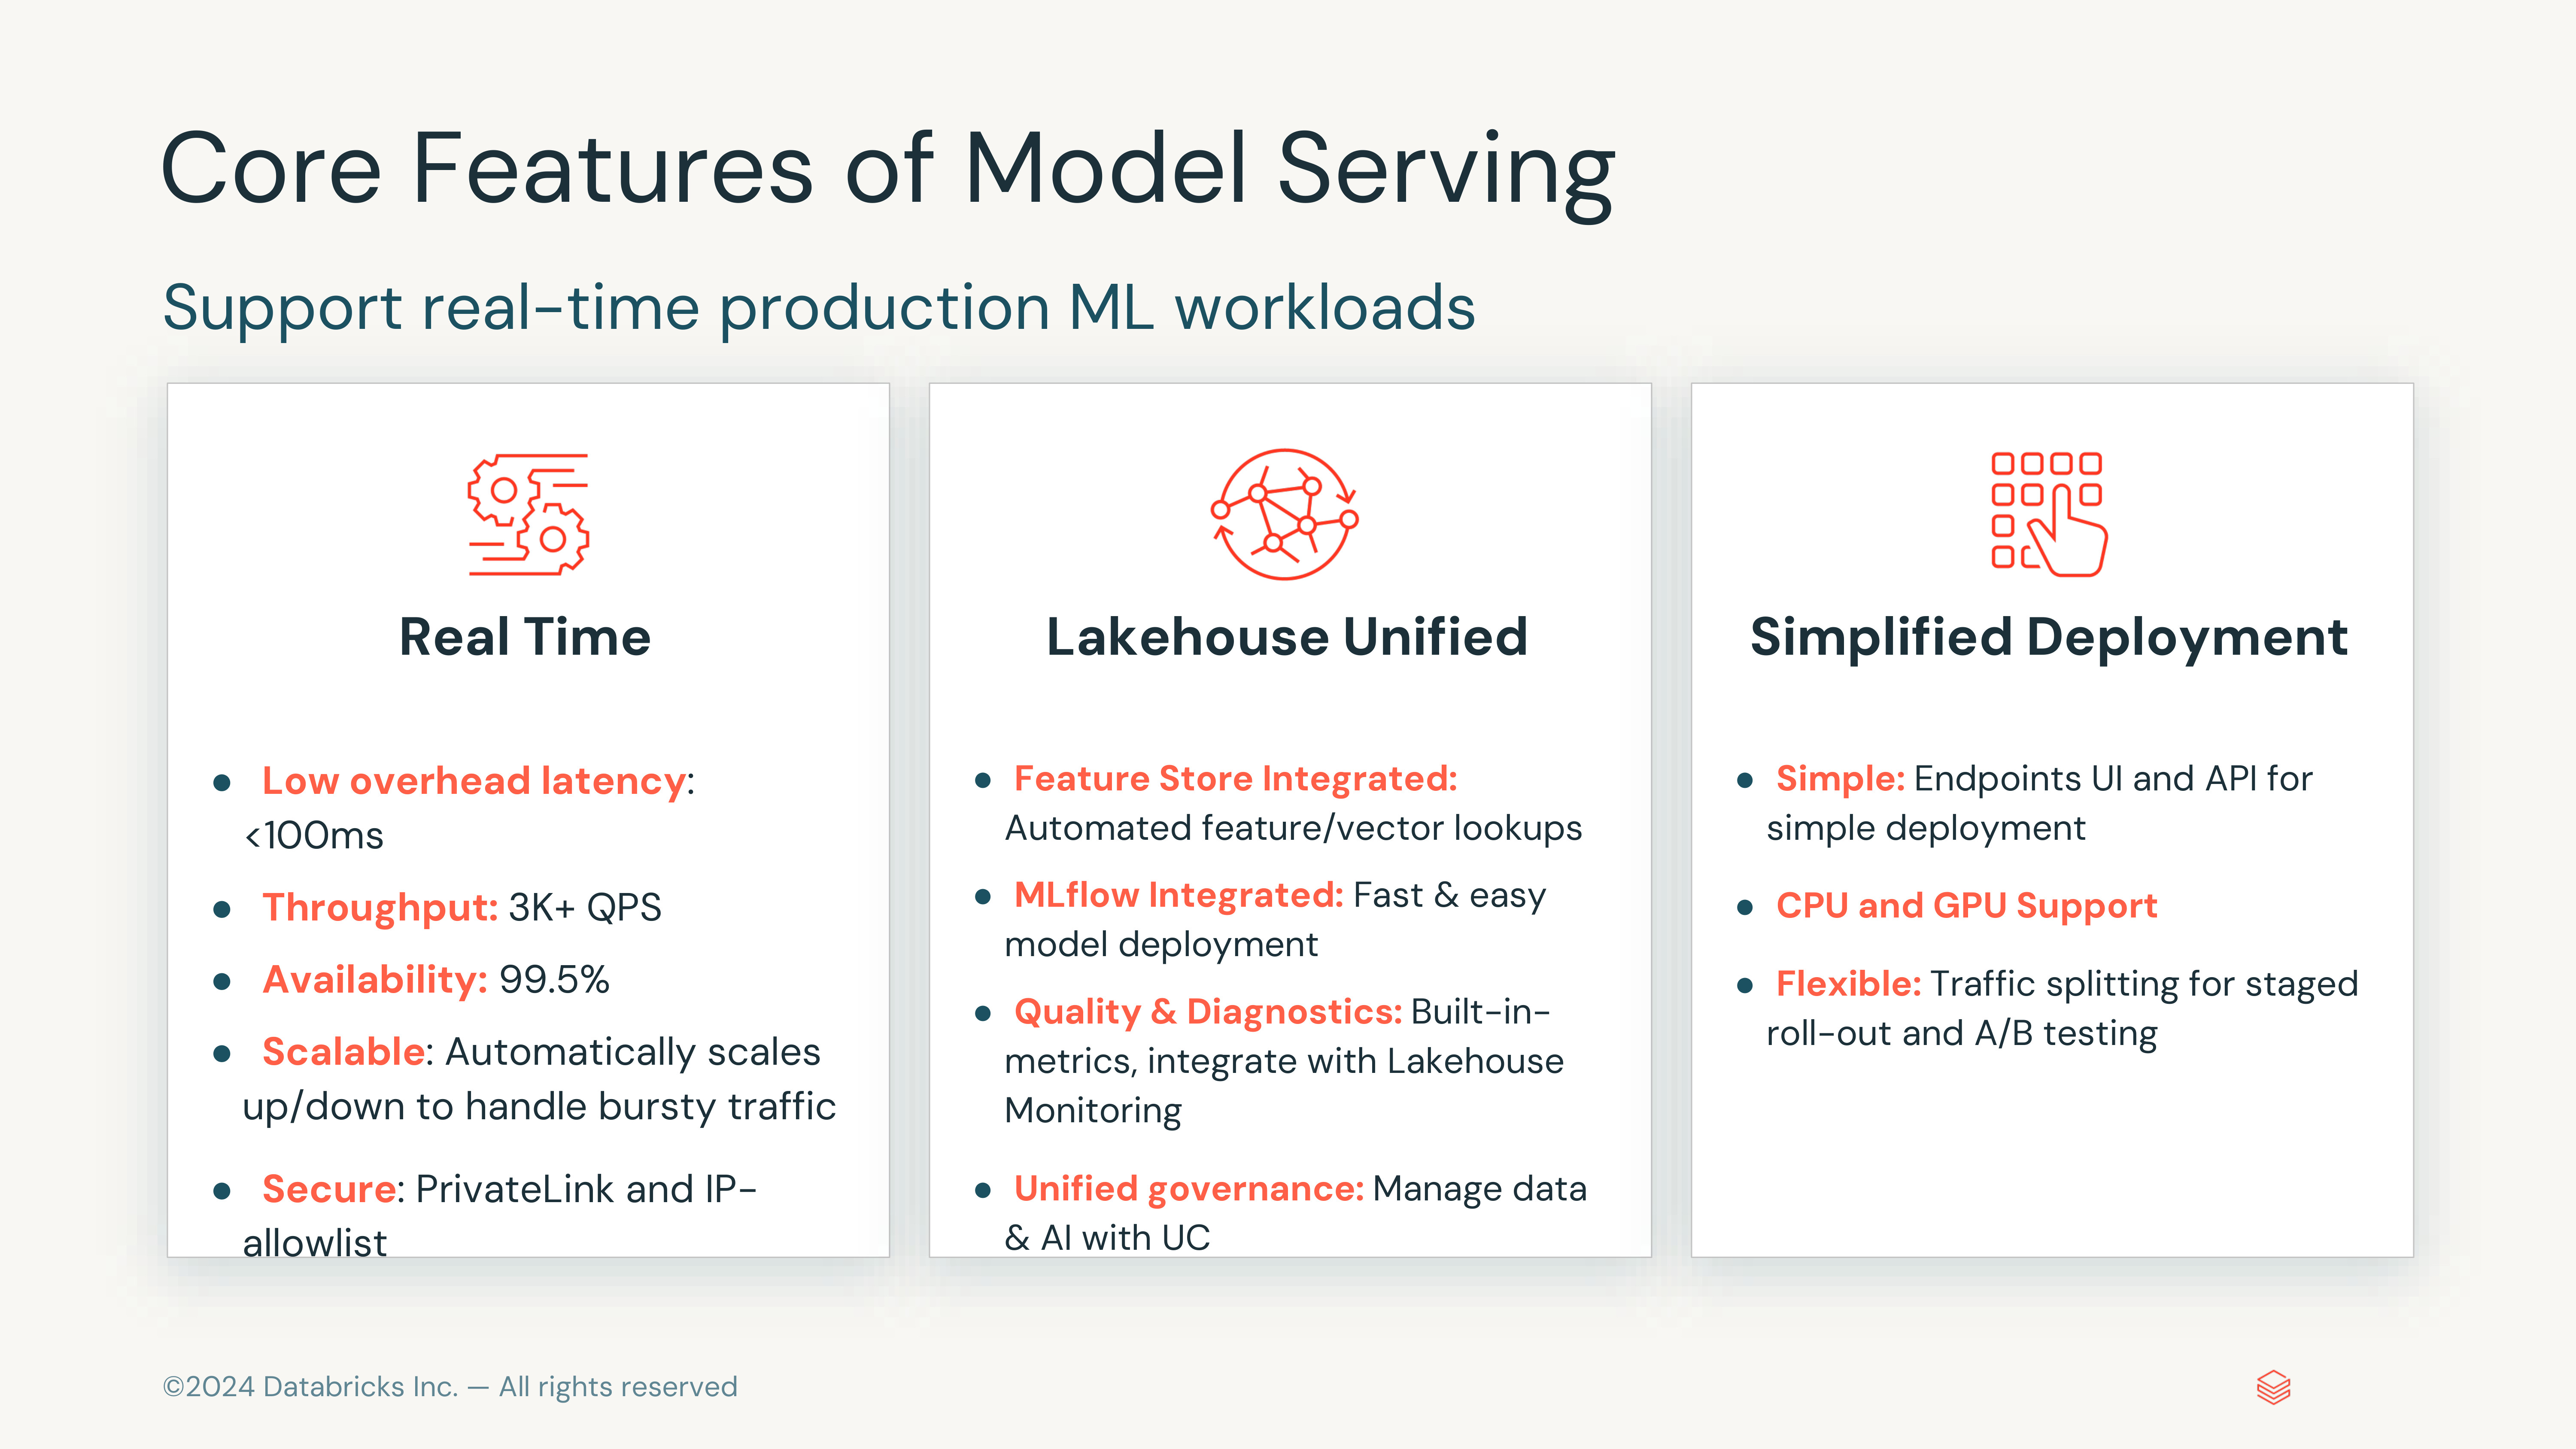 Core Features of Model Serving
Support real-time production ML workloads
Real Time
● Low overhead latency:
<100ms
● Throughput: 3K+ QPS
● Availability: 99.5%
● Scalable: Automatically scales
up/down to handle bursty traffic
● Secure: PrivateLink and IP-
allowlist
Lakehouse Unified
● Feature Store Integrated:
Automated feature/vector lookups
● MLflow Integrated: Fast & easy
model deployment
● Quality & Diagnostics: Built-in-
metrics, integrate with Lakehouse
Monitoring
● Unified governance: Manage data
& AI with UC
Simplified Deployment
● Simple: Endpoints UI and API for
simple deployment
● CPU and GPU Support
● Flexible: Traffic splitting for staged
roll-out and A/B testing
©2024 Databricks Inc. — All rights reserved